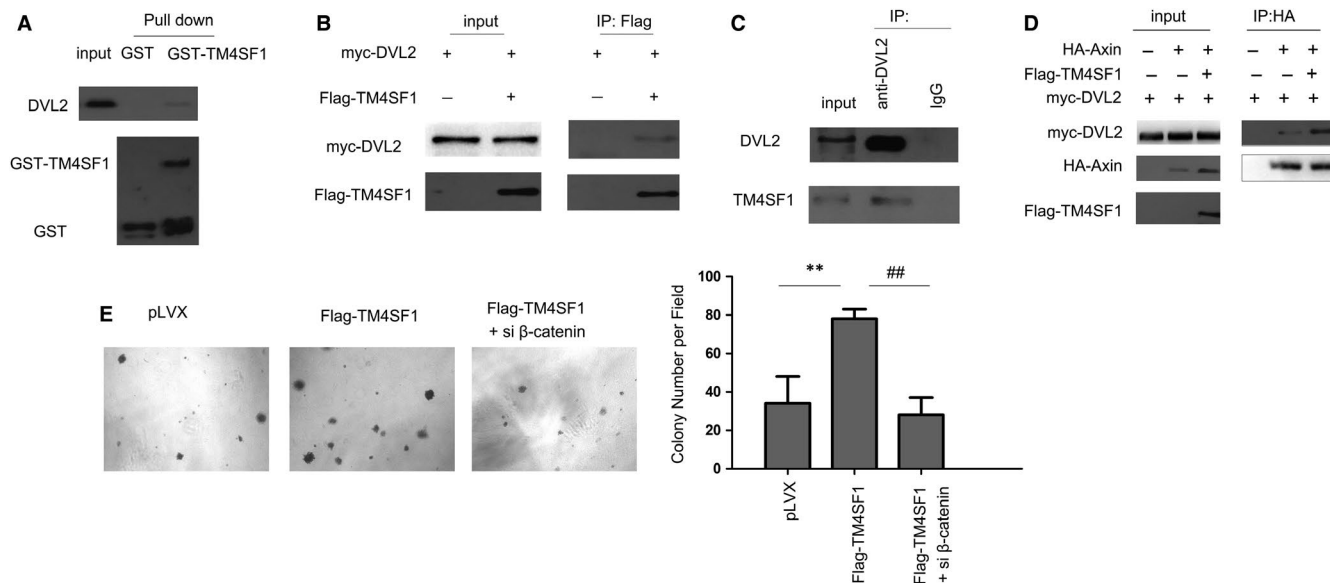 A
Pull down
input GST GST-TM4SF1
DVL2
GST-TM4SF1
GST
B
input IP: Flag
myc-DVL2 + + + +
Flag-TM4SF1 – + – +
myc-DVL2
Flag-TM4SF1
C
IP:
input anti-DVL2 IgG
DVL2
TM4SF1
D
input IP:HA
HA-Axin – + + – + +
Flag-TM4SF1 – – + – – +
myc-DVL2 + + + + + +
myc-DVL2
HA-Axin
Flag-TM4SF1
E
pLVX
Flag-TM4SF1
Flag-TM4SF1
+ si β-catenin
Colony Number per Field
100
80
60
40
20
0
** ##
pLVX
Flag-TM4SF1
Flag-TM4SF1
+ si β-catenin